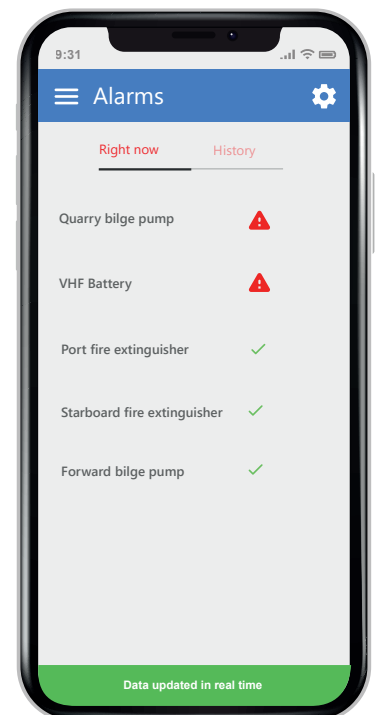 9:31
Alarms
Right now
History
Quarry bilge pump
VHF Battery
Port fire extinguisher
Starboard fire extinguisher
Forward bilge pump
Data updated in real time